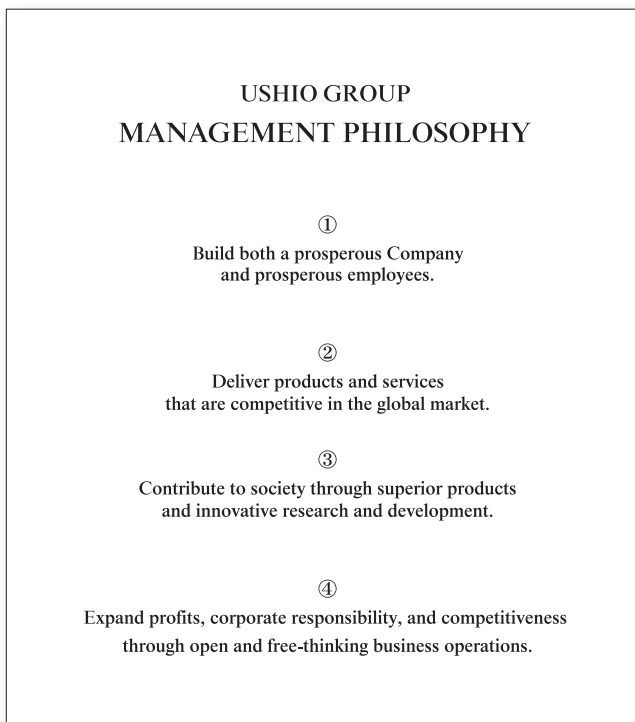 USHIO GROUP
MANAGEMENT PHILOSOPHY
①
Build both a prosperous Company
and prosperous employees.
②
Deliver products and services
that are competitive in the global market.
③
Contribute to society through superior products
and innovative research and development.
④
Expand profits, corporate responsibility, and competitiveness
through open and free-thinking business operations.